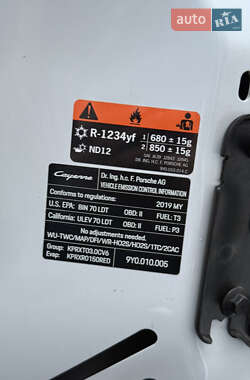 auto RIA
R-1234yf 1 680 ± 15g
2 850 ± 15g
ND12
Cayenne
Dr. Ing. h.c. F. Porsche AG
VEHICLE EMISSION CONTROL INFORMATION
Conforms to regulations: 2019 MY
U.S. EPA: BIN 70 LDT OBD: II FUEL: T3
California: ULEV 70 LDT OBD: II FUEL: P3
No adjustments needed.
WU-TWC/MAP/DFI/WR-HO2S/HO2S/1TC/2CAC
Group: KPRXT03.0CV6
Evap: KPRXR0150RED 9Y0.010.005